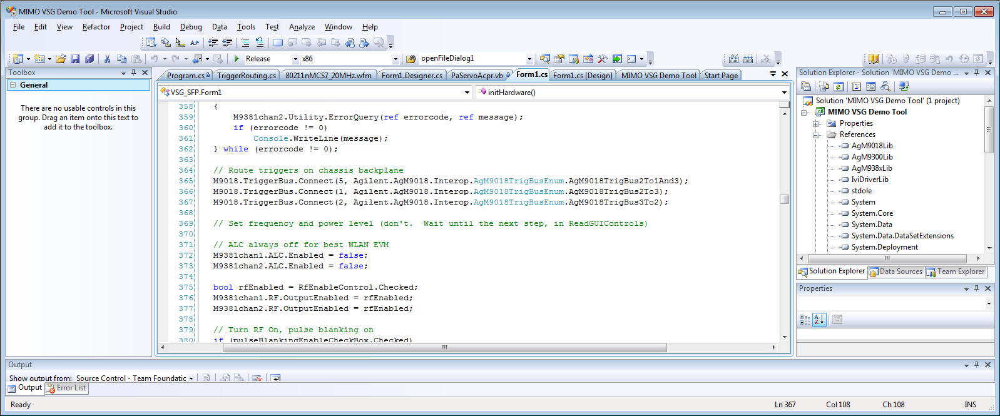 MIMO VSG Demo Tool - Microsoft Visual Studio
File Edit View Refactor Project Build Debug Data Tools Test Analyze Window Help
Release x86 openFileDialog1
Toolbox
General
There are no usable controls in this
group. Drag an item onto this text to
add it to the toolbox.
Program.cs TriggerRouting.cs 80211nMCS7_20MHz.wfm Form1.Designer.cs PaServoAcpr.vb Form1.cs Form1.cs [Design] MIMO VSG Demo Tool Start Page
VSG_SFP.Form1 initHardware()
358 {
359 M9381chan2.Utility.ErrorQuery(ref errorcode, ref message);
360 if (errorcode != 0)
361 Console.WriteLine(message);
362 } while (errorcode != 0);
363
364 // Route triggers on chassis backplane
365 M9018.TriggerBus.Connect(5, Agilent.AgM9018.Interop.AgM9018TrigBusEnum.AgM9018TrigBus2To1And3);
366 M9018.TriggerBus.Connect(1, Agilent.AgM9018.Interop.AgM9018TrigBusEnum.AgM9018TrigBus2To3);
367 M9018.TriggerBus.Connect(2, Agilent.AgM9018.Interop.AgM9018TrigBusEnum.AgM9018TrigBus3To2);
368
369 // Set frequency and power level (don't.  Wait until the next step, in ReadGUIControls)
370
371 // ALC always off for best WLAN EVM
372 M9381chan1.ALC.Enabled = false;
373 M9381chan2.ALC.Enabled = false;
374
375 bool rfEnabled = RfEnableControl.Checked;
376 M9381chan1.RF.OutputEnabled = rfEnabled;
377 M9381chan2.RF.OutputEnabled = rfEnabled;
378
379 // Turn RF On, pulse blanking on
380 if (pulseBlankingEnableCheckBox.Checked)
Solution Explorer - Solution 'MIMO VSG Demo ...
Solution 'MIMO VSG Demo Tool' (1 project)
MIMO VSG Demo Tool
Properties
References
AgM9018Lib
AgM9300Lib
AgM938xLib
IviDriverLib
stdole
System
System.Core
System.Data
System.Data.DataSetExtensions
System.Deployment
Solution Explorer Data Sources Team Explorer
Properties
Output
Show output from: Source Control - Team Foundatic
Output Error List
Ready Ln 367 Col 108 Ch 108 INS